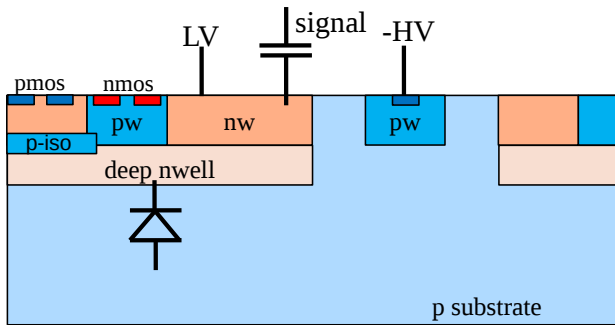 LV
signal
-HV
pmos
nmos
pw
nw
pw
p-iso
deep nwell
p substrate